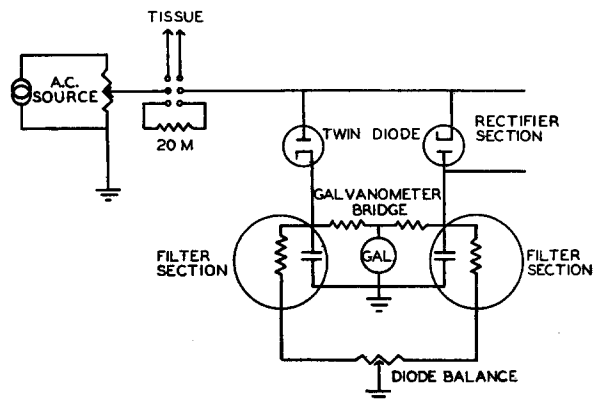 TISSUE
A.C.
SOURCE
20 M
TWIN DIODE
RECTIFIER
SECTION
GALVANOMETER
BRIDGE
FILTER
SECTION
GAL
FILTER
SECTION
DIODE BALANCE